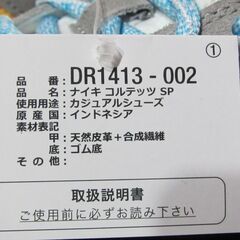 ①
品番：DR1413 - 002
品名：ナイキ コルテッツ SP
使用用途：カジュアルシューズ
原産国：インドネシア
素材表記
甲：天然皮革＋合成繊維
底：ゴム底
その他：
取扱説明書
ご使用前に必ずお読み下さい